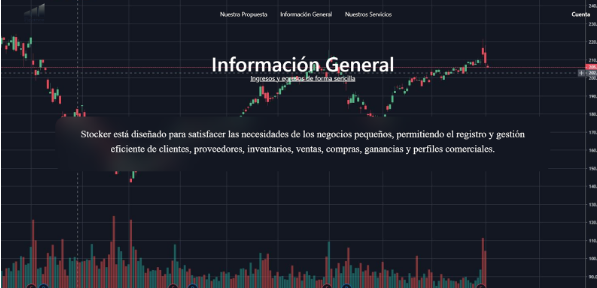 Nuestro Propuesta Información General Nuestros Servicios Cuenta
Información General
Ingresos y egresos de forma sencilla
Stocker está diseñado para satisfacer las necesidades de los negocios pequeños, permitiendo el registro y gestión
eficiente de clientes, proveedores, inventarios, ventas, compras, ganancias y perfiles comerciales.